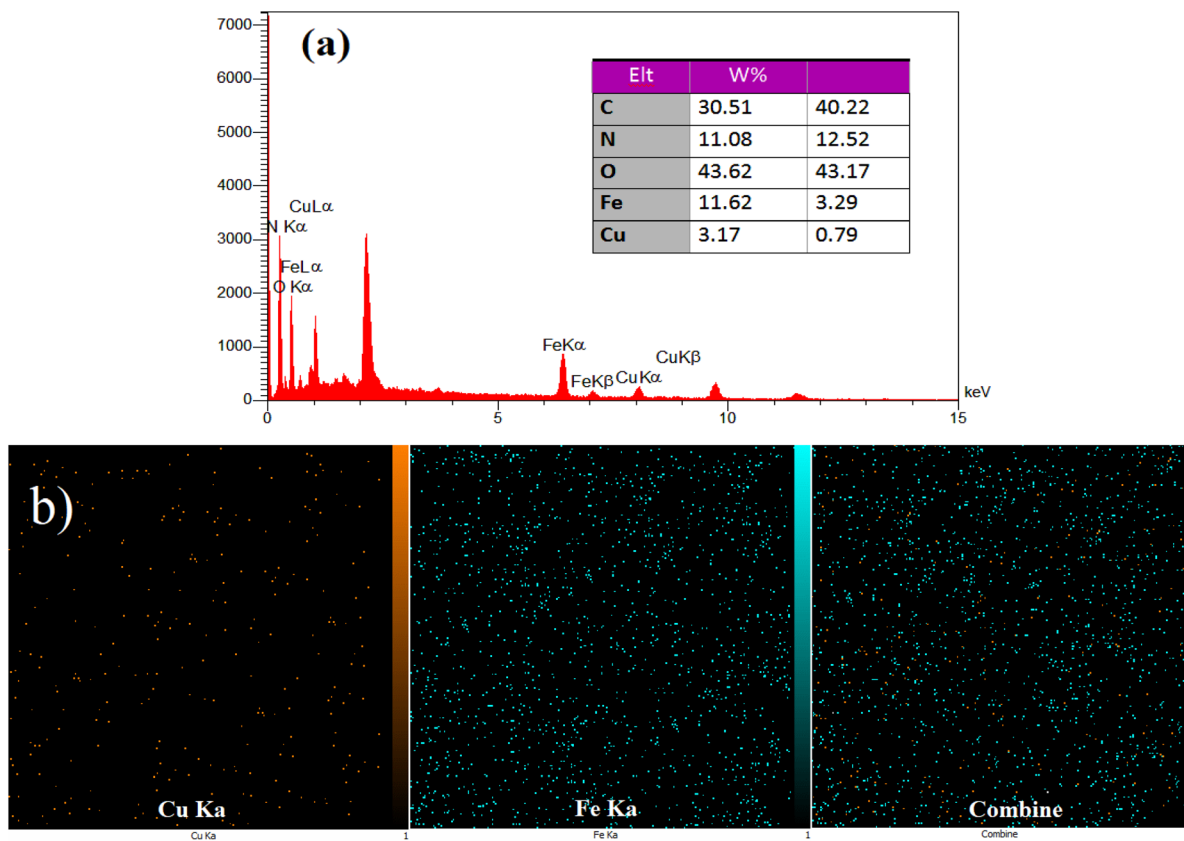 (a)
7000
6000
5000
4000
3000
2000
1000
0
CuLα
N Kα
FeLα
O Kα
FeKα
FeKβ
CuKα
CuKβ
0 5 10 15
keV
Elt W%
C 30.51 40.22
N 11.08 12.52
O 43.62 43.17
Fe 11.62 3.29
Cu 3.17 0.79
b)
Cu Ka Fe Ka Combine
Cu Ka 1 Fe Ka 1 Combine